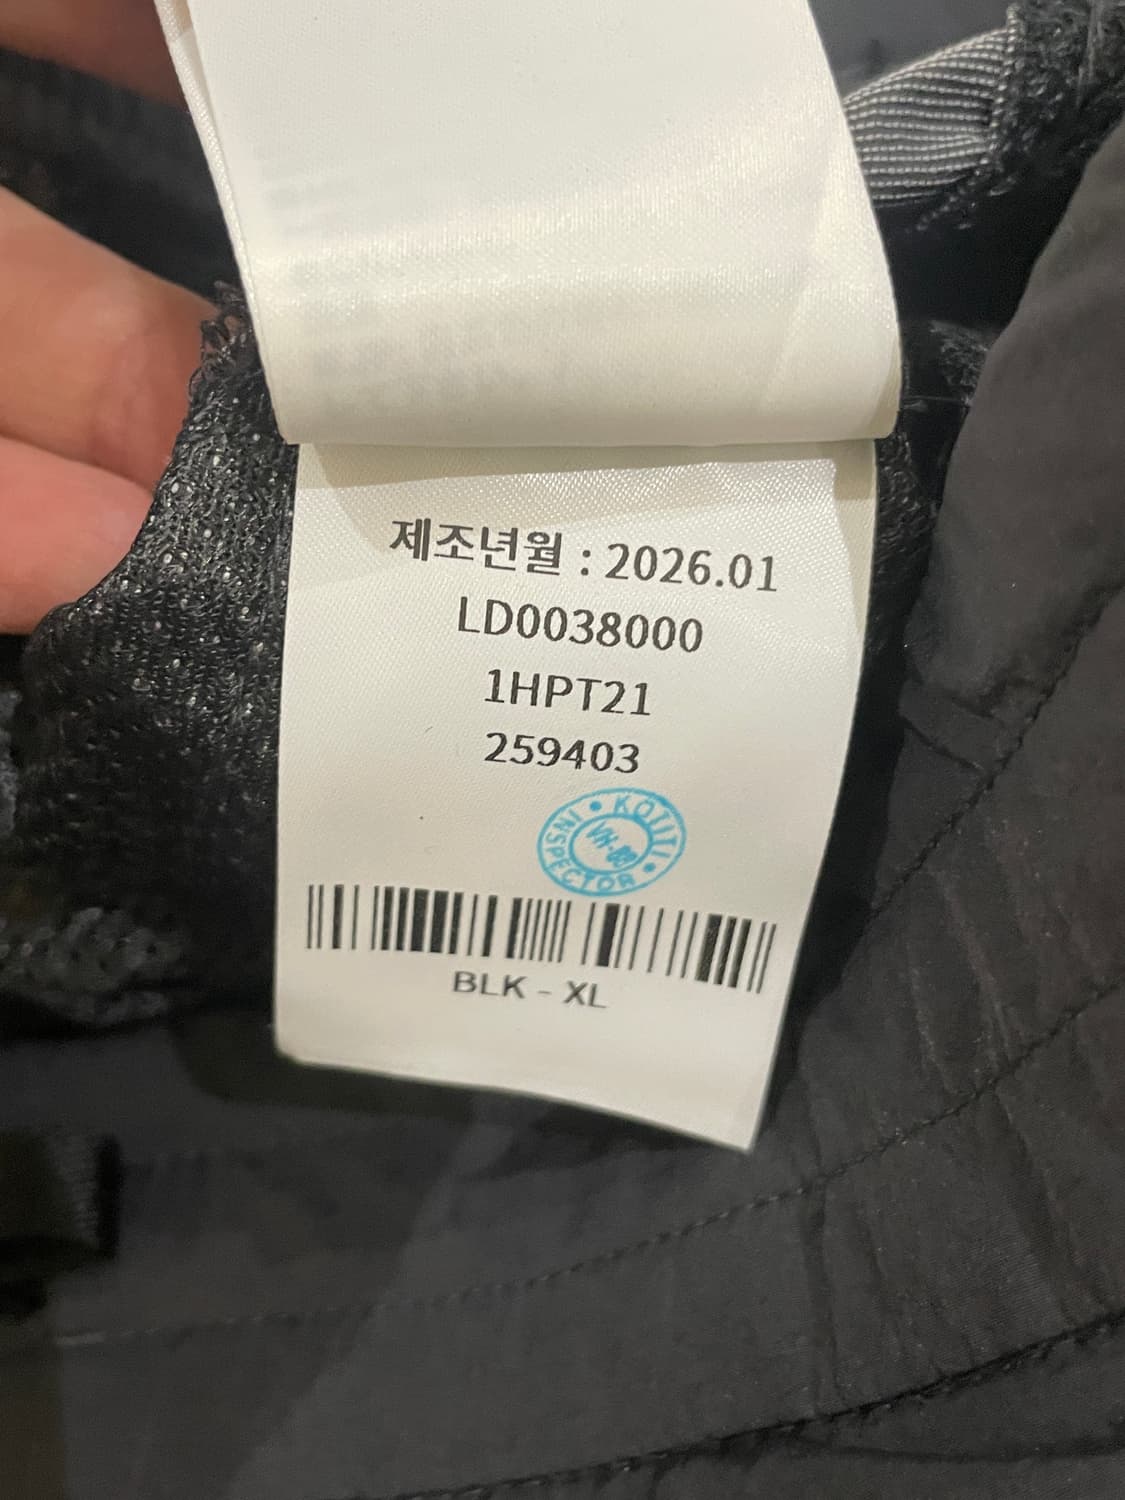 제조년월 : 2026.01
LD0038000
1HPT21
259403
KOTITI
INSPECTOR
BLK - XL